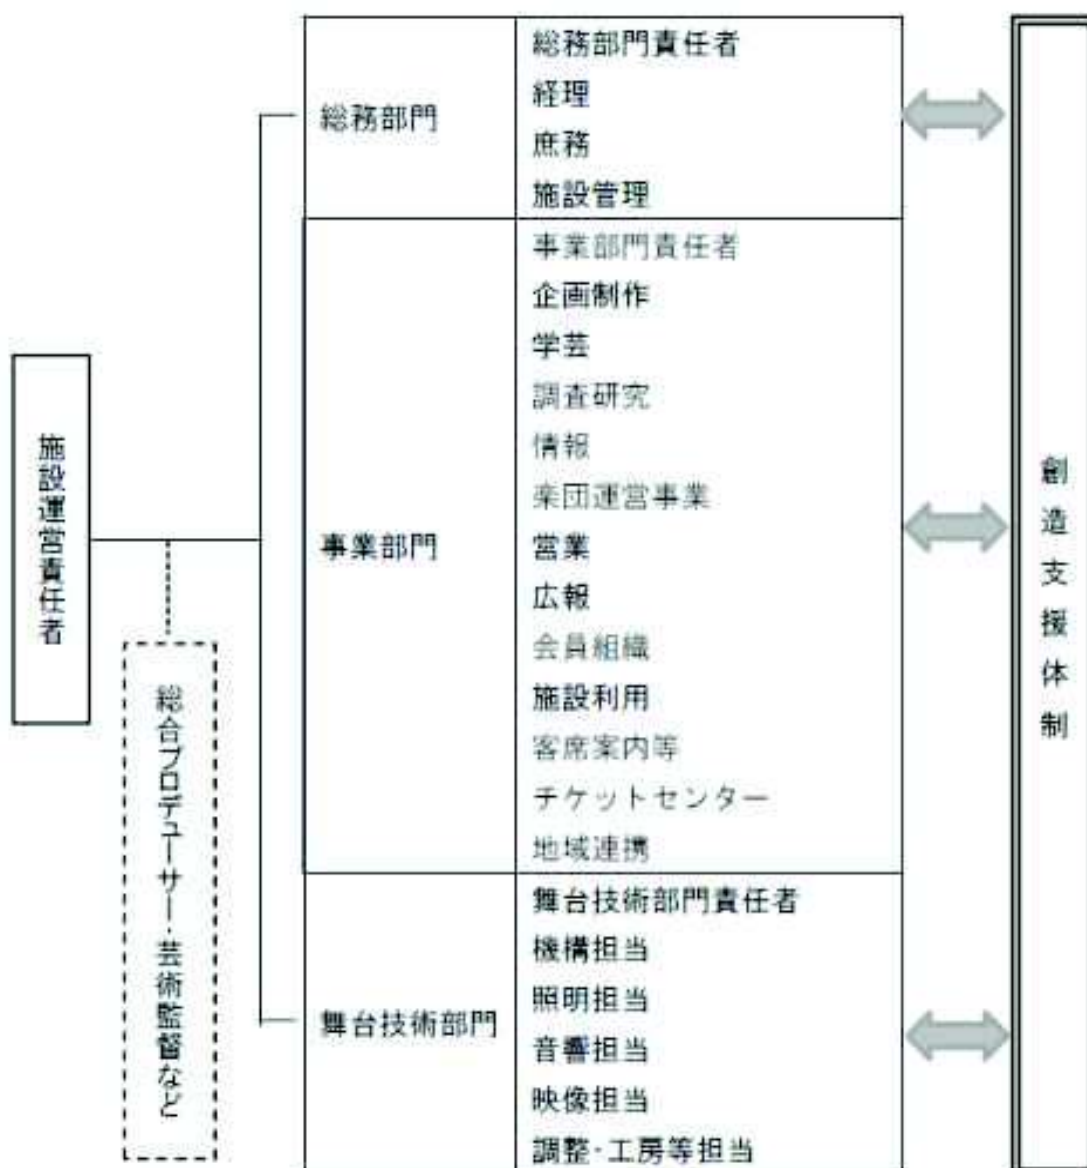 施設運営責任者
総合プロデューサー・芸術監督など
総務部門
総務部門責任者
経理
庶務
施設管理
事業部門
事業部門責任者
企画制作
学芸
調査研究
情報
楽団運営事業
営業
広報
会員組織
施設利用
客席案内等
チケットセンター
地域連携
舞台技術部門
舞台技術部門責任者
機構担当
照明担当
音響担当
映像担当
調整・工房等担当
創造支援体制